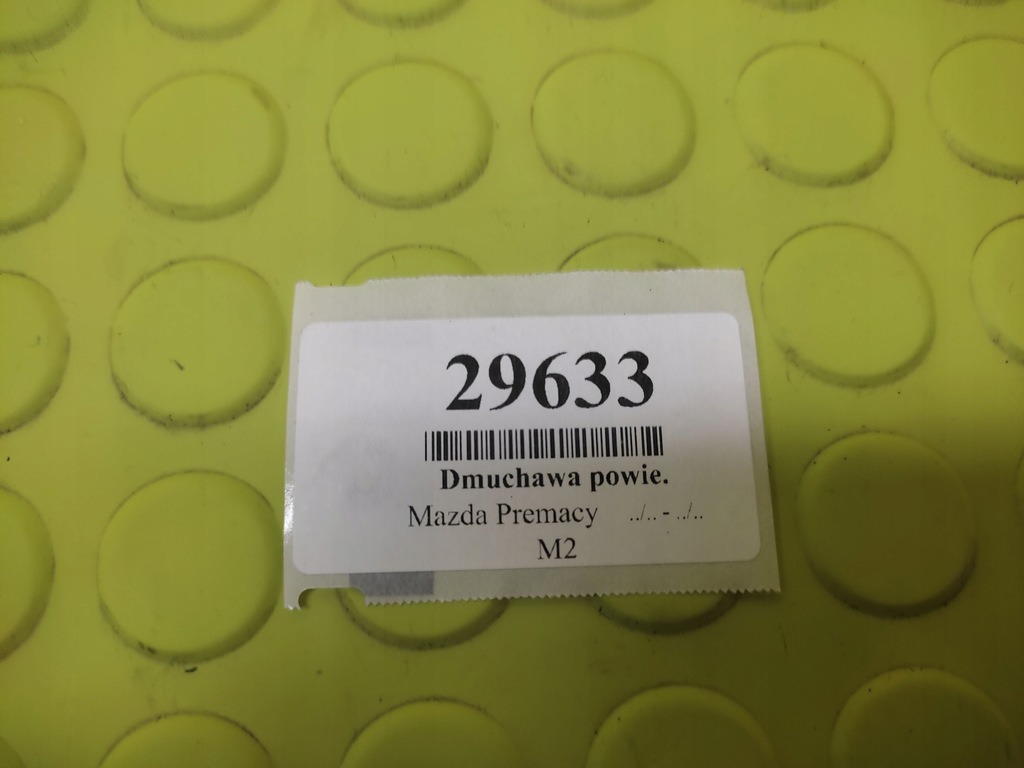 29633
Dmuchawa powie.
Mazda Premacy ../.. - ../..
M2